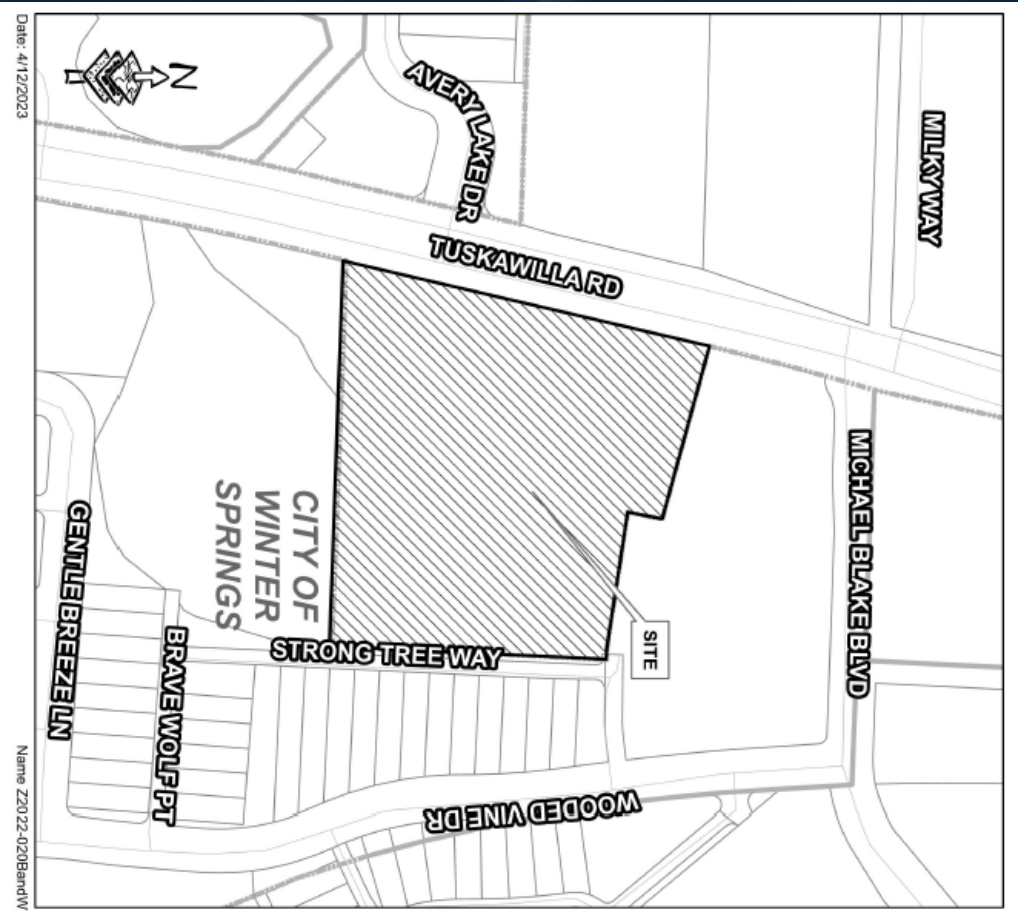 Date: 4/12/2023
N
AVERY LAKE DR
MILKY WAY
TUSKAWILLA RD
MICHAEL BLAKE BLVD
CITY OF
WINTER
SPRINGS
SITE
STRONG TREE WAY
GENTLE BREEZE LN
BRAVE WOLF PT
WOODED VINE DR
Name Z2022-020BandW